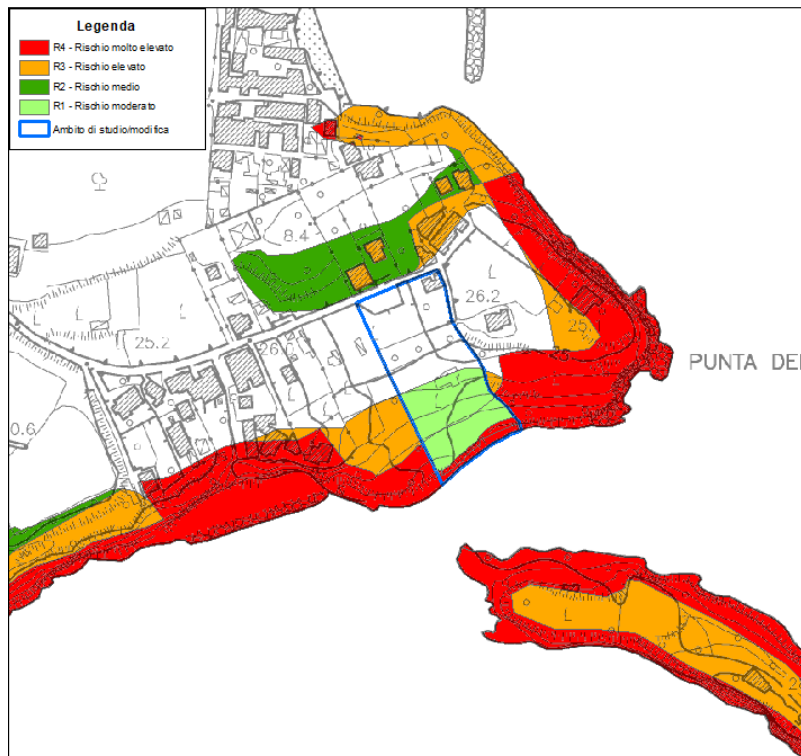 Legenda
R4 - Rischio molto elevato
R3 - Rischio elevato
R2 - Rischio medio
R1 - Rischio moderato
Ambito di studio/modifica
8.4
L
26.2
L
L
L
25.2
PUNTA DEI
L
L
L
0.6
L